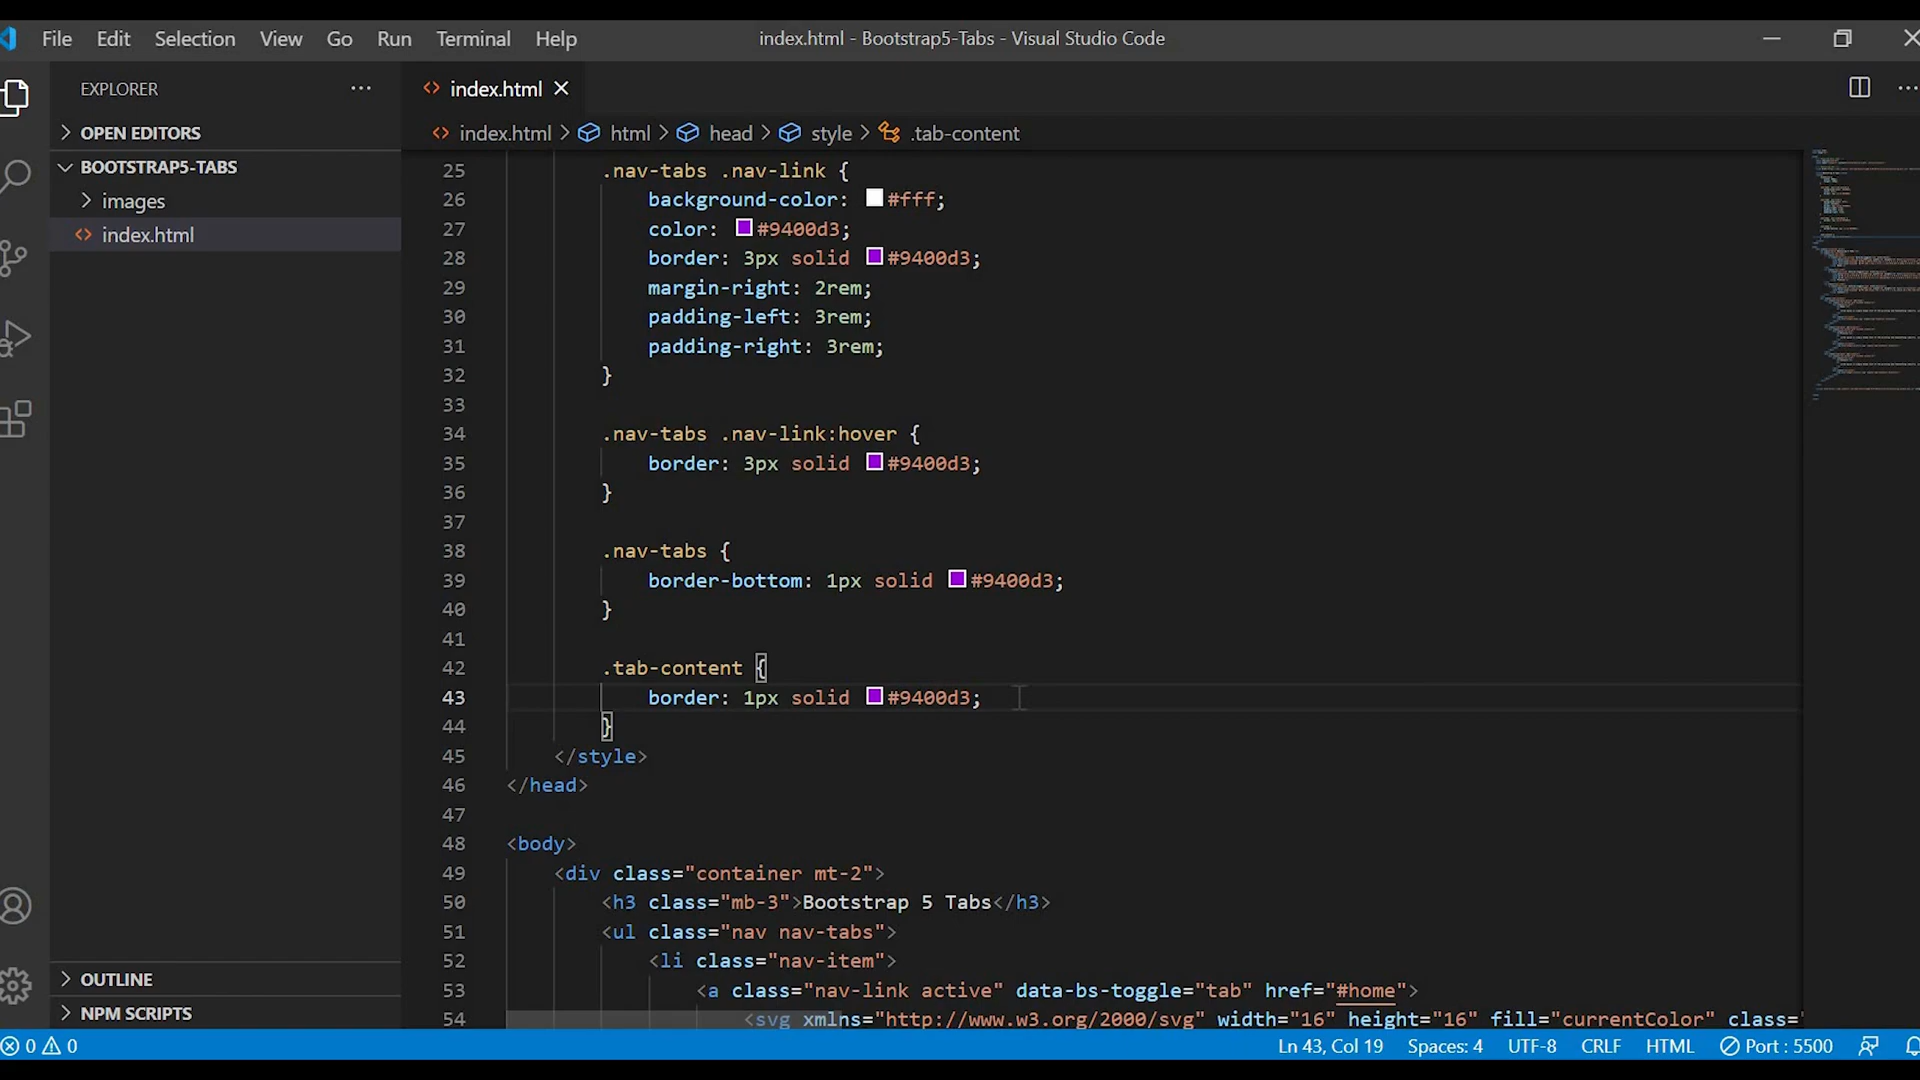 File Edit Selection View Go Run Terminal Help
index.html - Bootstrap5-Tabs - Visual Studio Code
EXPLORER
OPEN EDITORS
BOOTSTRAP5-TABS
images
index.html
OUTLINE
NPM SCRIPTS
index.html
index.html > html > head > style > .tab-content
25 .nav-tabs .nav-link {
26 background-color: #fff;
27 color: #9400d3;
28 border: 3px solid #9400d3;
29 margin-right: 2rem;
30 padding-left: 3rem;
31 padding-right: 3rem;
32 }
33
34 .nav-tabs .nav-link:hover {
35 border: 3px solid #9400d3;
36 }
37
38 .nav-tabs {
39 border-bottom: 1px solid #9400d3;
40 }
41
42 .tab-content {
43 border: 1px solid #9400d3;
44 }
45 </style>
46 </head>
47
48 <body>
49 <div class="container mt-2">
50 <h3 class="mb-3">Bootstrap 5 Tabs</h3>
51 <ul class="nav nav-tabs">
52 <li class="nav-item">
53 <a class="nav-link active" data-bs-toggle="tab" href="#home">
54 <svg xmlns="http://www.w3.org/2000/svg" width="16" height="16" fill="currentColor" class="
0 0
Ln 43, Col 19 Spaces: 4 UTF-8 CRLF HTML Port : 5500